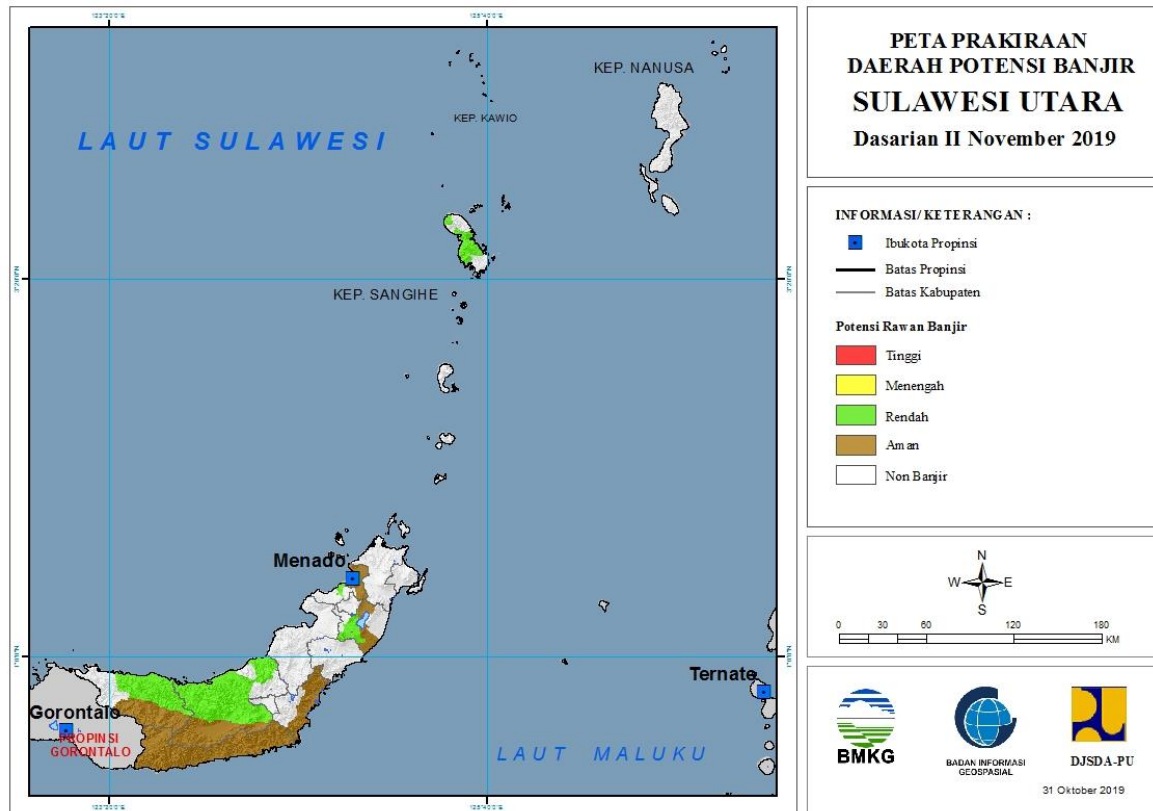 PETA PRAKIRAAN
DAERAH POTENSI BANJIR
SULAWESI UTARA
Dasarian II November 2019
KEP. NANUSA
KEP. KAWIO
LAUT SULAWESI
KEP. SANGIHE
Menado
Ternate
Gorontalo
PROPINSI
GORONTALO
LAUT MALUKU
INFORMASI/KETERANGAN :
Ibukota Propinsi
Batas Propinsi
Batas Kabupaten
Potensi Rawan Banjir
Tinggi
Menengah
Rendah
Aman
Non Banjir
N
W E
S
0 30 60 120 180
KM
BMKG
BADAN INFORMASI
GEOSPASIAL
DJSDA-PU
31 Oktober 2019